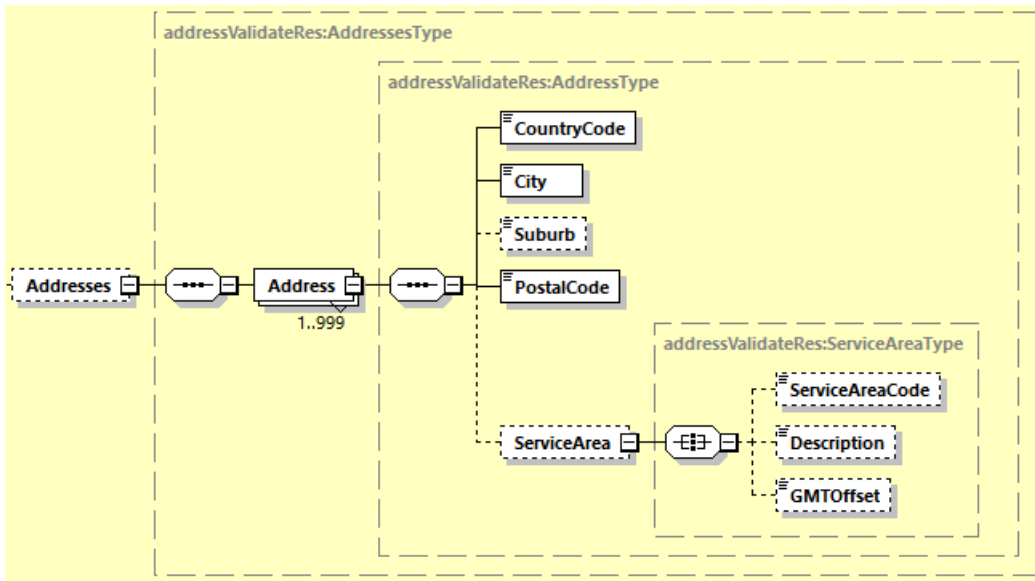 addressValidateRes:AddressesType
addressValidateRes:AddressType
CountryCode
City
Suburb
Addresses
Address
PostalCode
1..999
addressValidateRes:ServiceAreaType
ServiceAreaCode
ServiceArea
Description
GMTOffset